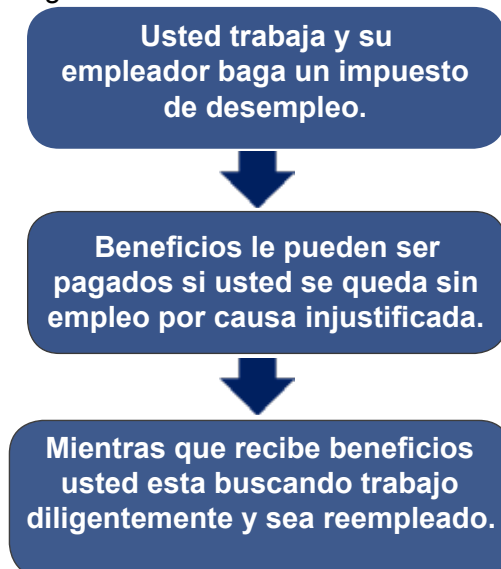 Usted trabaja y su
empleador baga un impuesto
de desempleo.
Beneficios le pueden ser
pagados si usted se queda sin
empleo por causa injustificada.
Mientras que recibe beneficios
usted esta buscando trabajo
diligentemente y sea reempleado.